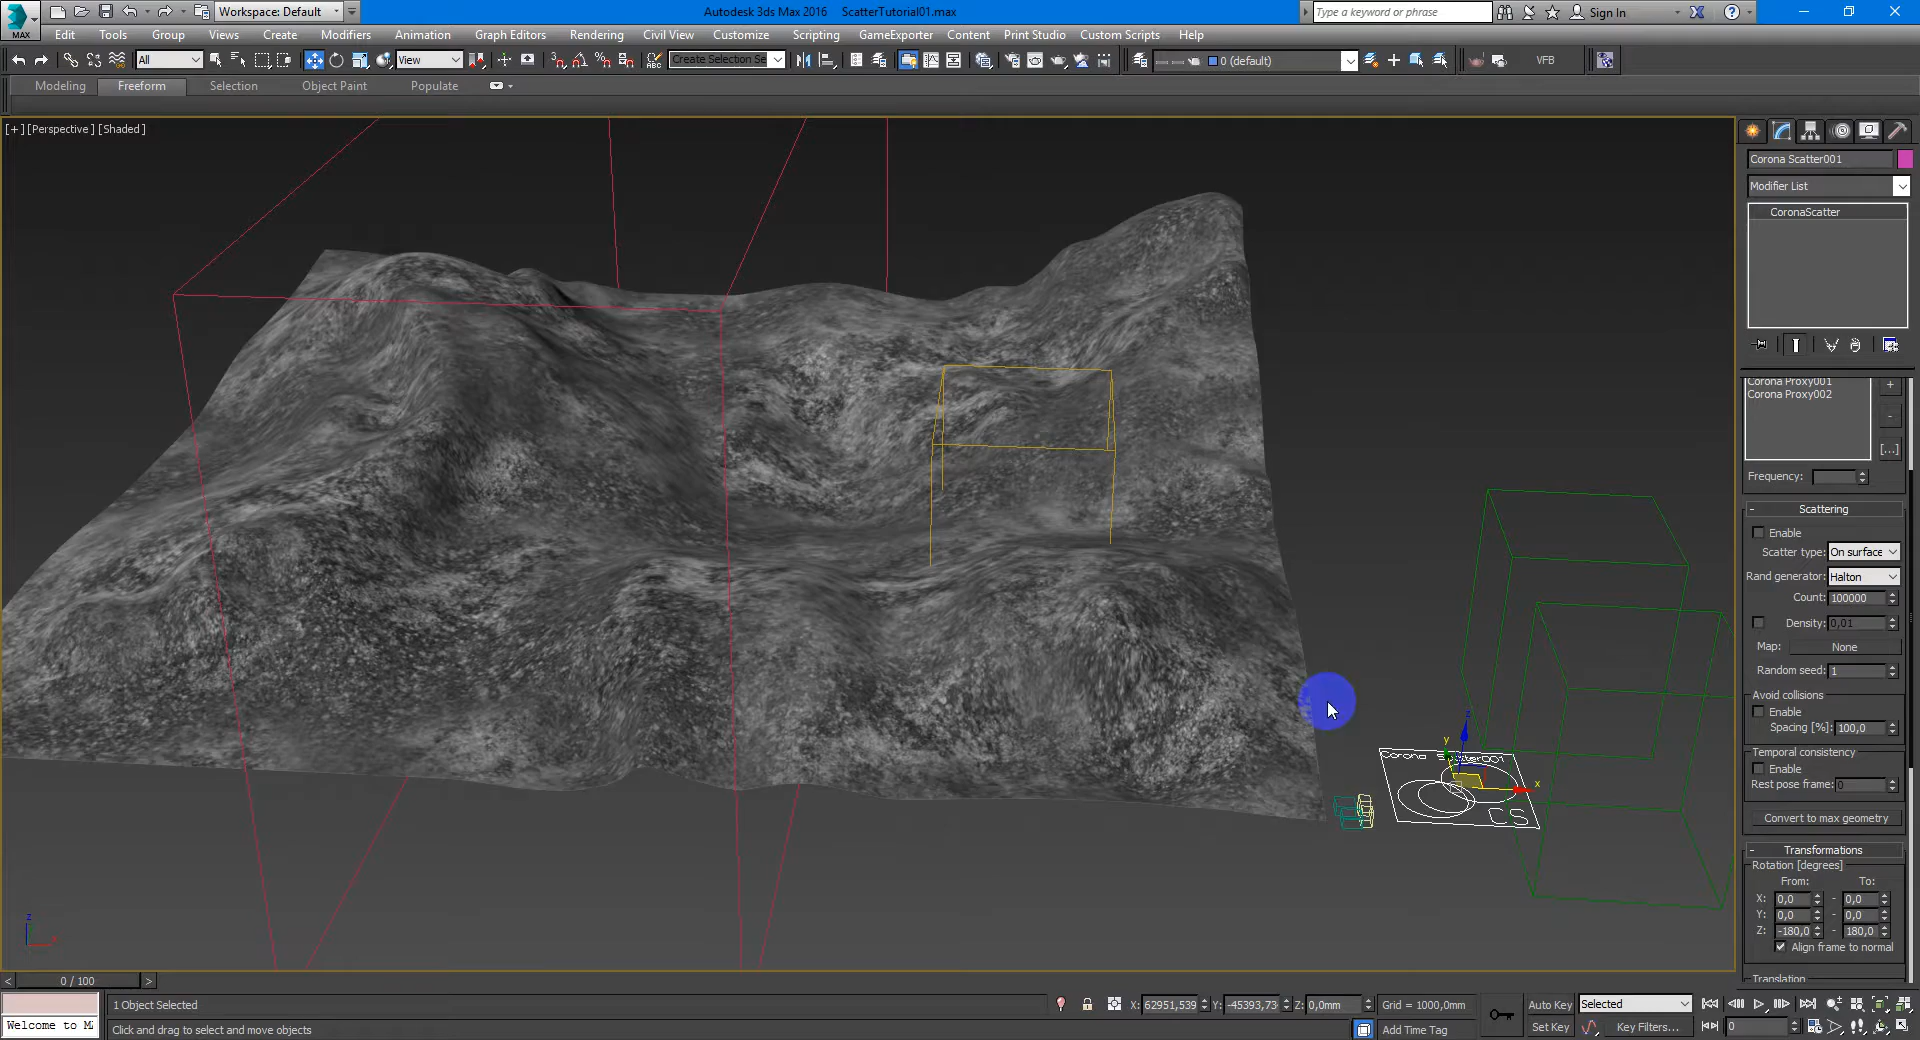 MAX
Workspace: Default
Autodesk 3ds Max 2016 ScatterTutorial01.max
Type a keyword or phrase
Sign In
Edit Tools Group Views Create Modifiers Animation Graph Editors Rendering Civil View Customize Scripting GameExporter Content Print Studio Custom Scripts Help
All
View
Create Selection Se
0 (default)
VFB
Modeling Freeform Selection Object Paint Populate
[+] [Perspective] [Shaded]
Corona Scatter001
Modifier List
CoronaScatter
Corona Proxy001
Corona Proxy002
+
-
[...]
Frequency:
- Scattering
Enable
Scatter type: On surface
Rand generator: Halton
Count: 100000
Density: 0,01
Map: None
Random seed: 1
Avoid collisions
Enable
Spacing [%]: 100,0
Temporal consistency
Enable
Rest pose frame: 0
Convert to max geometry
- Transformations
Rotation [degrees]
From: To:
X: 0,0 - 0,0
Y: 0,0 - 0,0
Z: -180,0 - 180,0
Align frame to normal
Translation
z
y
x
CS
z
< 0 / 100 >
1 Object Selected
X: 62951,539 Y: -45393,73 Z: 0,0mm Grid = 1000,0mm
Auto Key Selected
Welcome to M
Click and drag to select and move objects
Add Time Tag
Set Key Key Filters... 0